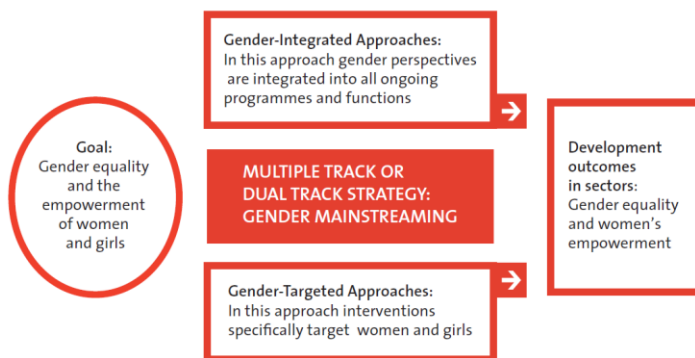 Gender-Integrated Approaches:
In this approach gender perspectives
are integrated into all ongoing
programmes and functions
Goal:
Gender equality
and the
empowerment
of women
and girls
MULTIPLE TRACK OR
DUAL TRACK STRATEGY:
GENDER MAINSTREAMING
Development
outcomes
in sectors:
Gender equality
and women's
empowerment
Gender-Targeted Approaches:
In this approach interventions
specifically target women and girls